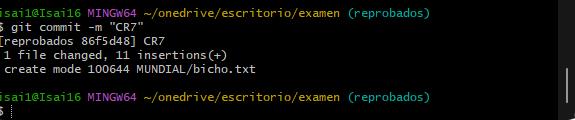 isai1@Isai16 MINGW64 ~/onedrive/escritorio/examen (reprobados)
$ git commit -m "CR7"
[reprobados 86f5d48] CR7
1 file changed, 11 insertions(+)
create mode 100644 MUNDIAL/bicho.txt
isai1@Isai16 MINGW64 ~/onedrive/escritorio/examen (reprobados)
$